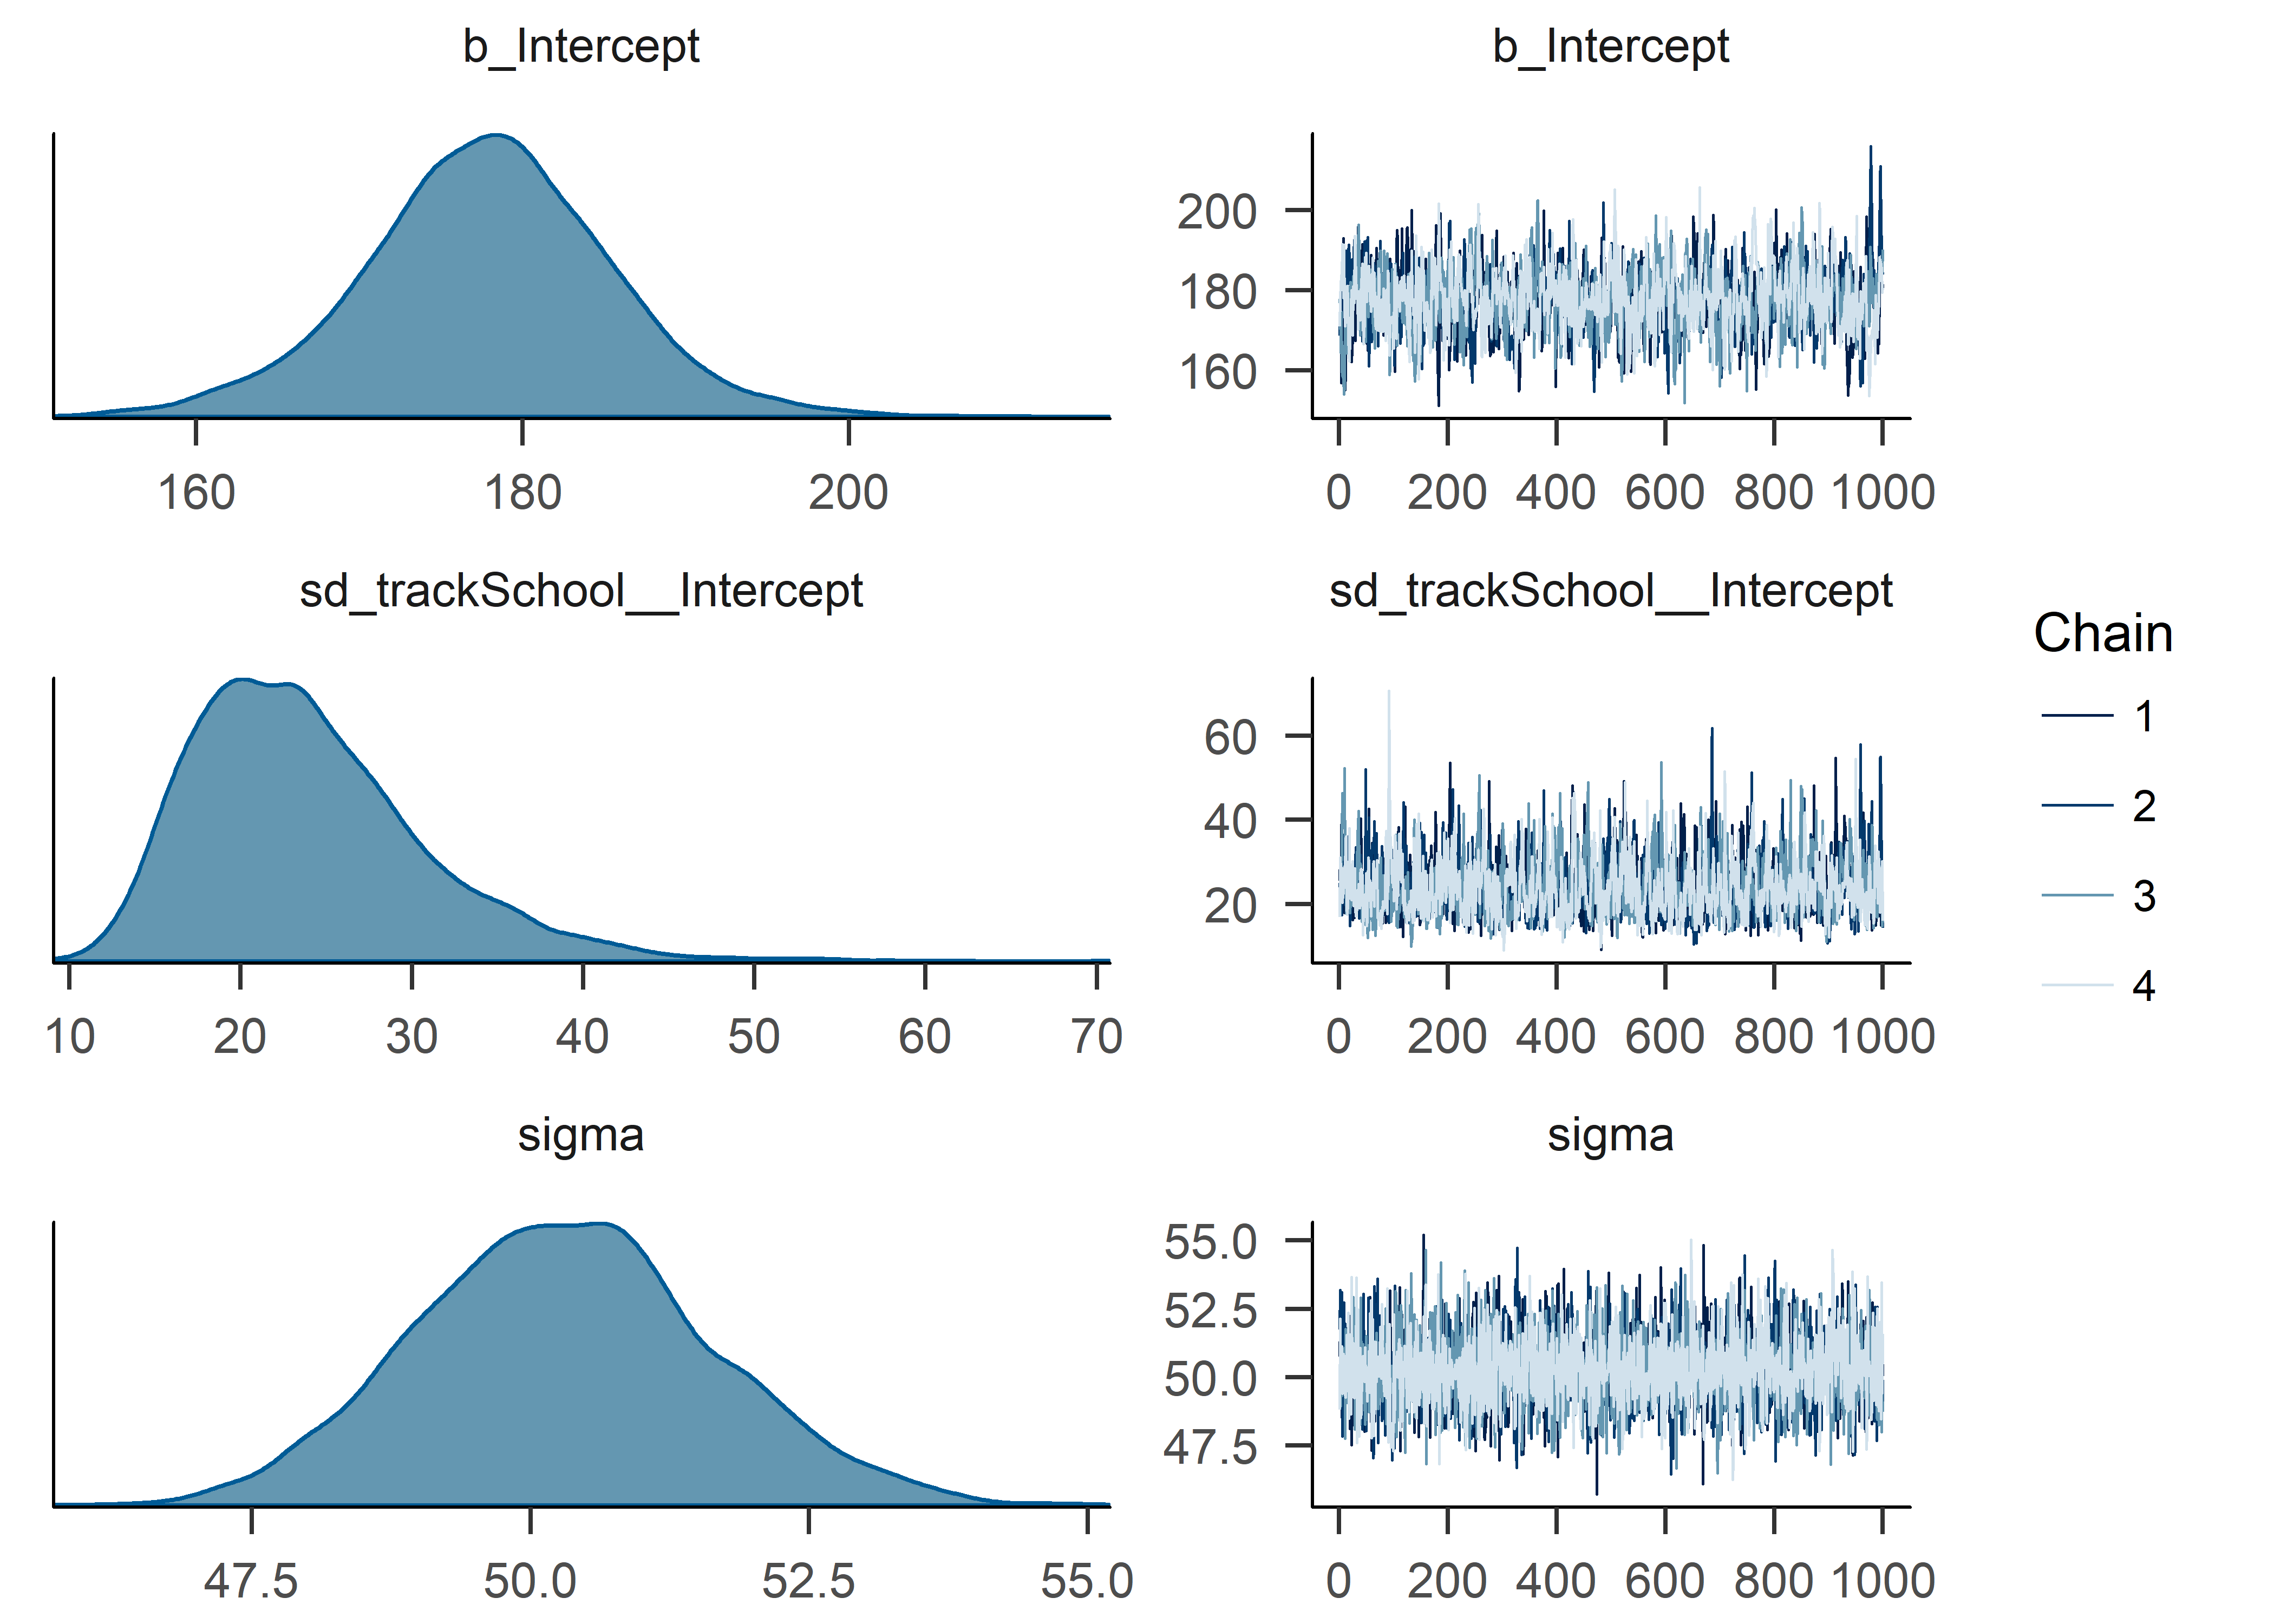 b_Intercept
b_Intercept
200
180
160
160 180 200
0 200 400 600 800 1000
sd_trackSchool__Intercept
sd_trackSchool__Intercept
60
40
20
10 20 30 40 50 60 70
0 200 400 600 800 1000
Chain
1
2
3
4
sigma
sigma
55.0
52.5
50.0
47.5
47.5 50.0 52.5 55.0
0 200 400 600 800 1000